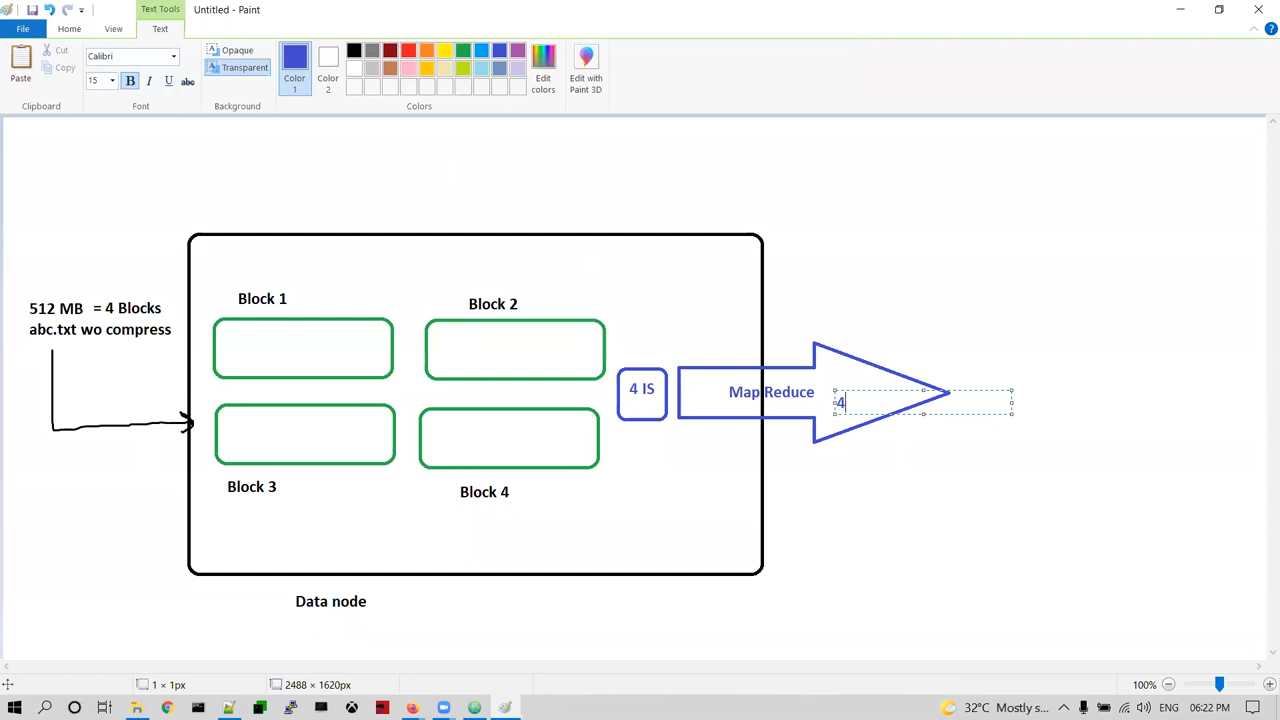 Text Tools
Untitled - Paint
File
Home
View
Text
Paste
Cut
Copy
Clipboard
Calibri
15
B I U abc
Font
Opaque
Transparent
Background
Color 1
Color 2
Colors
Edit colors
Edit with Paint 3D
512 MB = 4 Blocks
abc.txt wo compress
Block 1
Block 2
Block 3
Block 4
4 IS
Map Reduce
4
Data node
1 × 1px
2488 × 1620px
100%
32°C Mostly s...
ENG
06:22 PM